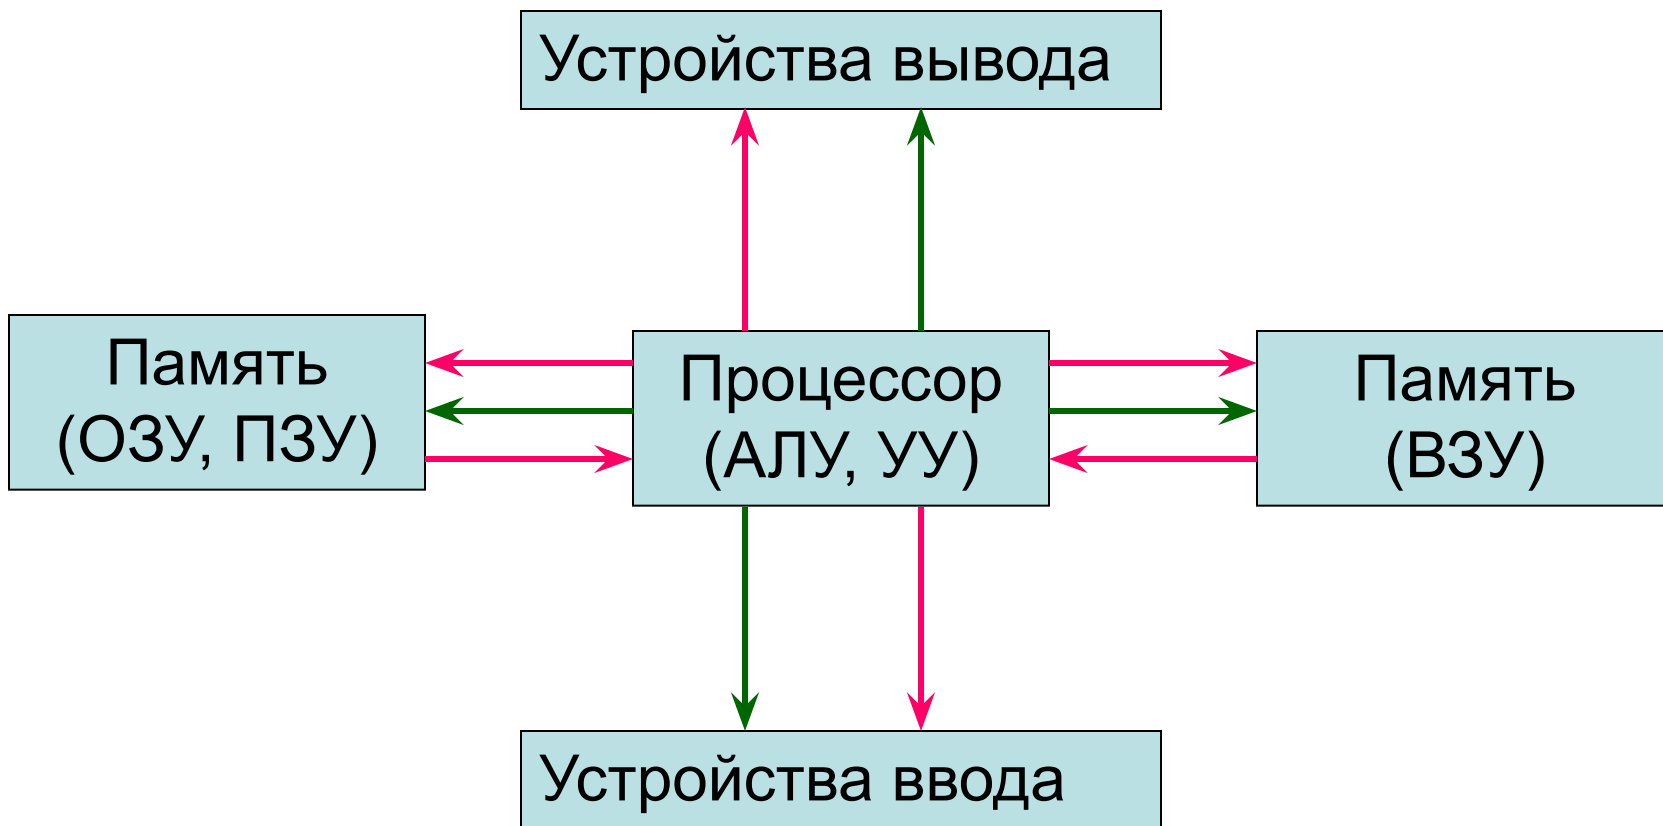 Устройства вывода
Память
(ОЗУ, ПЗУ)
Процессор
(АЛУ, УУ)
Память
(ВЗУ)
Устройства ввода